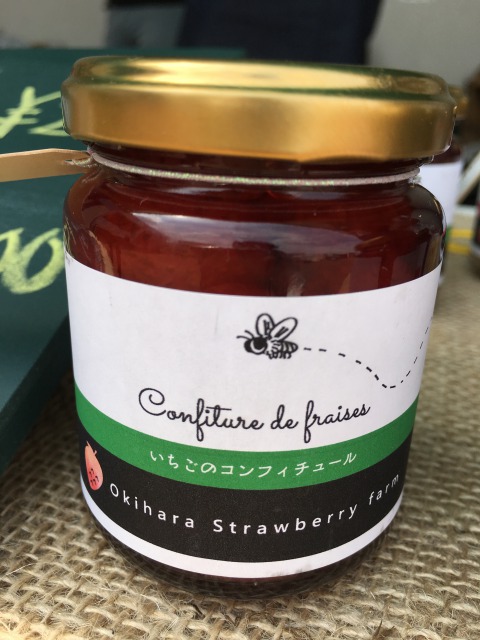 Confiture de fraises
いちごのコンフィチュール
Okihara Strawberry farm